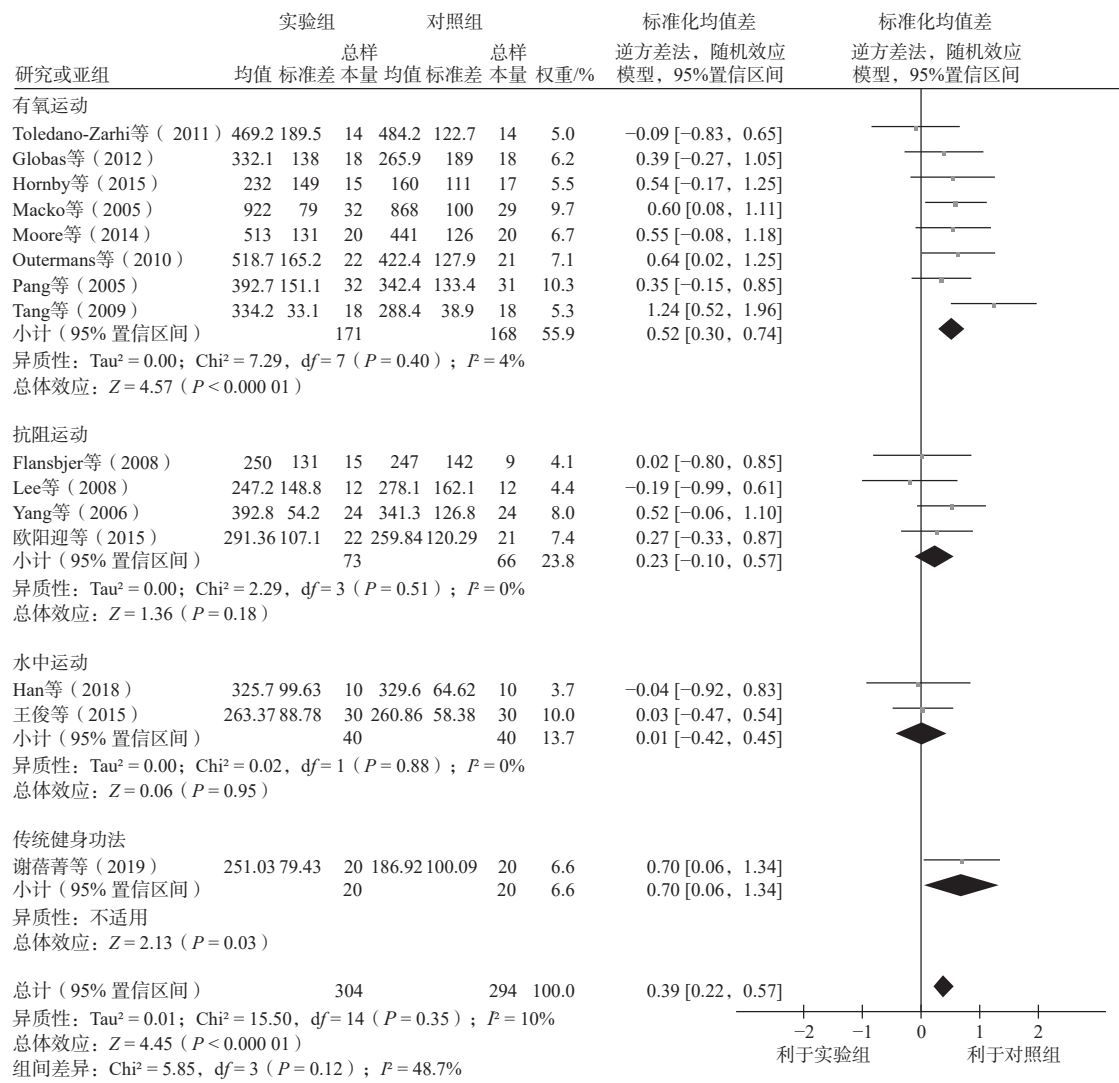 实验组 对照组 标准化均值差 标准化均值差
总样 总样 逆方差法，随机效应 逆方差法，随机效应
研究或亚组 均值 标准差 本量 均值 标准差 本量 权重/% 模型，95%置信区间 模型，95%置信区间
有氧运动
Toledano-Zarhi等（ 2011） 469.2 189.5 14 484.2 122.7 14 5.0 −0.09 [−0.83，0.65]
Globas等（2012） 332.1 138 18 265.9 189 18 6.2 0.39 [−0.27，1.05]
Hornby等（2015） 232 149 15 160 111 17 5.5 0.54 [−0.17，1.25]
Macko等（2005） 922 79 32 868 100 29 9.7 0.60 [0.08，1.11]
Moore等（2014） 513 131 20 441 126 20 6.7 0.55 [−0.08，1.18]
Outermans等（2010） 518.7 165.2 22 422.4 127.9 21 7.1 0.64 [0.02，1.25]
Pang等（2005） 392.7 151.1 32 342.4 133.4 31 10.3 0.35 [−0.15，0.85]
Tang等（2009） 334.2 33.1 18 288.4 38.9 18 5.3 1.24 [0.52，1.96]
小计（95% 置信区间） 171 168 55.9 0.52 [0.30，0.74]
异质性：Tau² = 0.00；Chi² = 7.29，df = 7（P = 0.40）；I² = 4%
总体效应：Z = 4.57（P < 0.000 01）
抗阻运动
Flansbjer等（2008） 250 131 15 247 142 9 4.1 0.02 [−0.80，0.85]
Lee等（2008） 247.2 148.8 12 278.1 162.1 12 4.4 −0.19 [−0.99，0.61]
Yang等（2006） 392.8 54.2 24 341.3 126.8 24 8.0 0.52 [−0.06，1.10]
欧阳迎等（2015） 291.36 107.1 22 259.84 120.29 21 7.4 0.27 [−0.33，0.87]
小计（95% 置信区间） 73 66 23.8 0.23 [−0.10，0.57]
异质性：Tau² = 0.00；Chi² = 2.29，df = 3（P = 0.51）；I² = 0%
总体效应：Z = 1.36（P = 0.18）
水中运动
Han等（2018） 325.7 99.63 10 329.6 64.62 10 3.7 −0.04 [−0.92，0.83]
王俊等（2015） 263.37 88.78 30 260.86 58.38 30 10.0 0.03 [−0.47，0.54]
小计（95% 置信区间） 40 40 13.7 0.01 [−0.42，0.45]
异质性：Tau² = 0.00；Chi² = 0.02，df = 1（P = 0.88）；I² = 0%
总体效应：Z = 0.06（P = 0.95）
传统健身功法
谢蓓菁等（2019） 251.03 79.43 20 186.92 100.09 20 6.6 0.70 [0.06，1.34]
小计（95% 置信区间） 20 20 6.6 0.70 [0.06，1.34]
异质性：不适用
总体效应：Z = 2.13（P = 0.03）
总计（95% 置信区间） 304 294 100.0 0.39 [0.22，0.57]
异质性：Tau² = 0.01；Chi² = 15.50，df = 14（P = 0.35）；I² = 10%
总体效应：Z = 4.45（P < 0.000 01）
组间差异：Chi² = 5.85，df = 3（P = 0.12）；I² = 48.7%
−2 −1 0 1 2
利于实验组 利于对照组